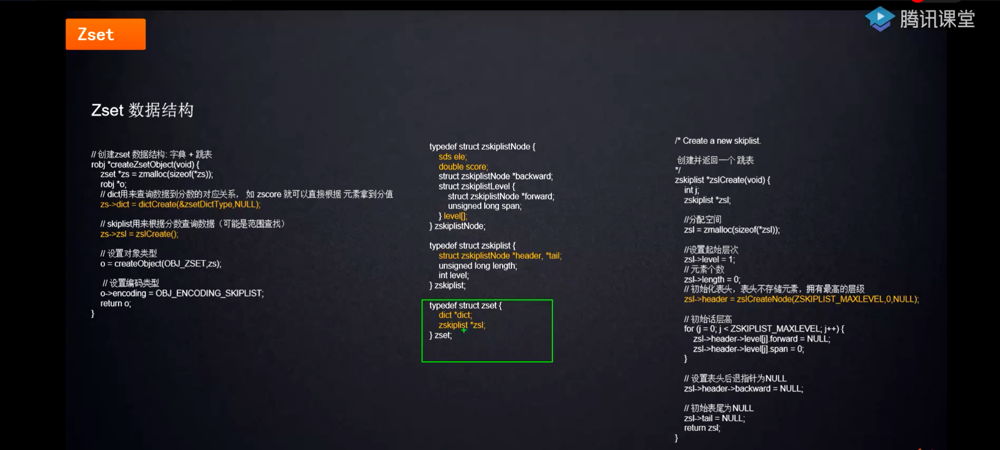 腾讯课堂
Zset
Zset 数据结构
// 创建zset 数据结构: 字典 + 跳表
robj *createZsetObject(void) {
zset *zs = zmalloc(sizeof(*zs));
robj *o;
// dict用来查询数据到分数的对应关系， 如 zscore 就可以直接根据 元素拿到分值
zs->dict = dictCreate(&zsetDictType,NULL);
// skiplist用来根据分数查询数据（可能是范围查找）
zs->zsl = zslCreate();
// 设置对象类型
o = createObject(OBJ_ZSET,zs);
// 设置编码类型
o->encoding = OBJ_ENCODING_SKIPLIST;
return o;
}
typedef struct zskiplistNode {
sds ele;
double score;
struct zskiplistNode *backward;
struct zskiplistLevel {
struct zskiplistNode *forward;
unsigned long span;
} level[];
} zskiplistNode;
typedef struct zskiplist {
struct zskiplistNode *header, *tail;
unsigned long length;
int level;
} zskiplist;
typedef struct zset {
dict *dict;
zskiplist *zsl;
} zset;
/* Create a new skiplist.
创建并返回一个 跳表
*/
zskiplist *zslCreate(void) {
int j;
zskiplist *zsl;
//分配空间
zsl = zmalloc(sizeof(*zsl));
//设置起始层次
zsl->level = 1;
// 元素个数
zsl->length = 0;
// 初始化表头，表头不存储元素，拥有最高的层级
zsl->header = zslCreateNode(ZSKIPLIST_MAXLEVEL,0,NULL);
// 初始话层高
for (j = 0; j < ZSKIPLIST_MAXLEVEL; j++) {
zsl->header->level[j].forward = NULL;
zsl->header->level[j].span = 0;
}
// 设置表头后退指针为NULL
zsl->header->backward = NULL;
// 初始表尾为NULL
zsl->tail = NULL;
return zsl;
}